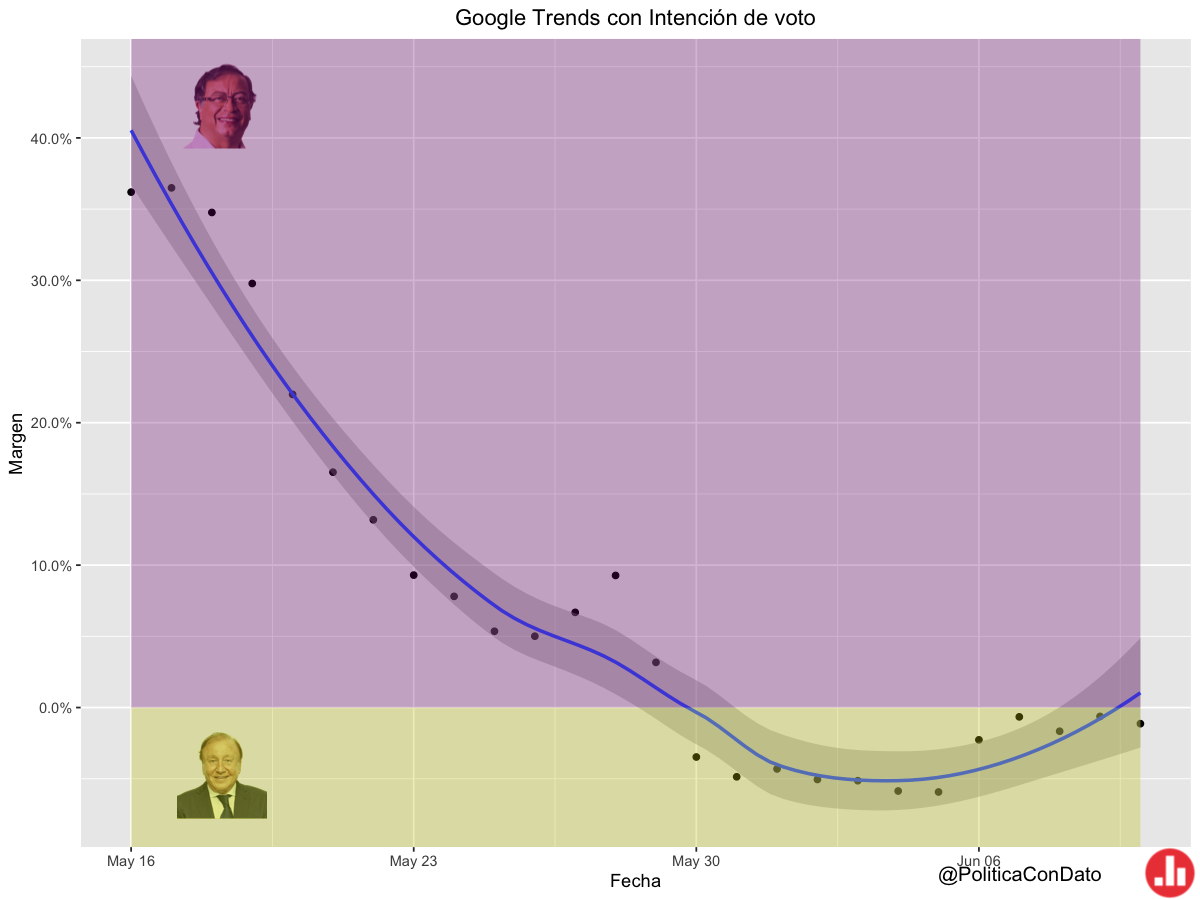 Google Trends con Intención de voto
Margen
40.0%
30.0%
20.0%
10.0%
0.0%
May 16
May 23
May 30
Jun 06
Fecha
@PoliticaConDato